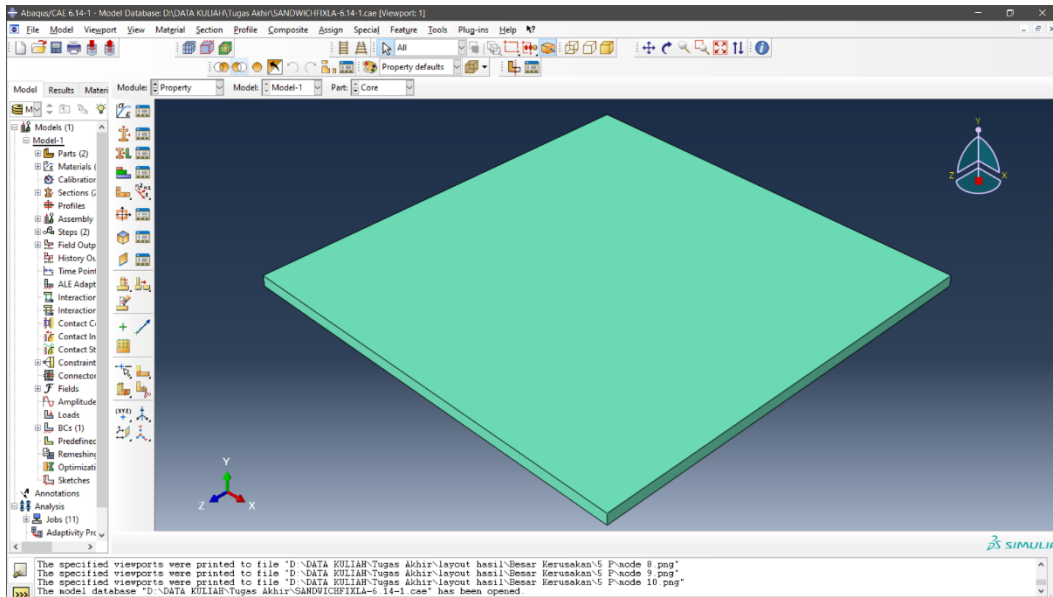 Abaqus/CAE 6.14-1 - Model Database: D:\DATA KULIAH\Tugas Akhir\SANDWICHFIXLA-6.14-1.cae [Viewport: 1]
File Model Viewport View Material Section Profile Composite Assign Special Feature Tools Plug-ins Help
All
Property defaults
Model Results Materi Module: Property Model: Model-1 Part: Core
Models (1)
Model-1
Parts (2)
Materials (
Calibration
Sections (2
Profiles
Assembly
Steps (2)
Field Outp
History Ou
Time Point
ALE Adapt
Interaction
Interaction
Contact Co
Contact In
Contact St
Constraint
Connector
Fields
Amplitude
Loads
BCs (1)
Predefined
Remeshing
Optimizati
Sketches
Annotations
Analysis
Jobs (11)
Adaptivity Prc
(XYZ)
Y
Z X
Y
Z X
SIMULIA
The specified viewports were printed to file "D:\DATA KULIAH\Tugas Akhir\layout hasil\Besar Kerusakan\5 P\node 8.png"
The specified viewports were printed to file "D:\DATA KULIAH\Tugas Akhir\layout hasil\Besar Kerusakan\5 P\node 9.png"
The specified viewports were printed to file "D:\DATA KULIAH\Tugas Akhir\layout hasil\Besar Kerusakan\5 P\node 10.png"
The model database "D:\DATA KULIAH\Tugas Akhir\SANDWICHFIXLA-6.14-1.cae" has been opened.